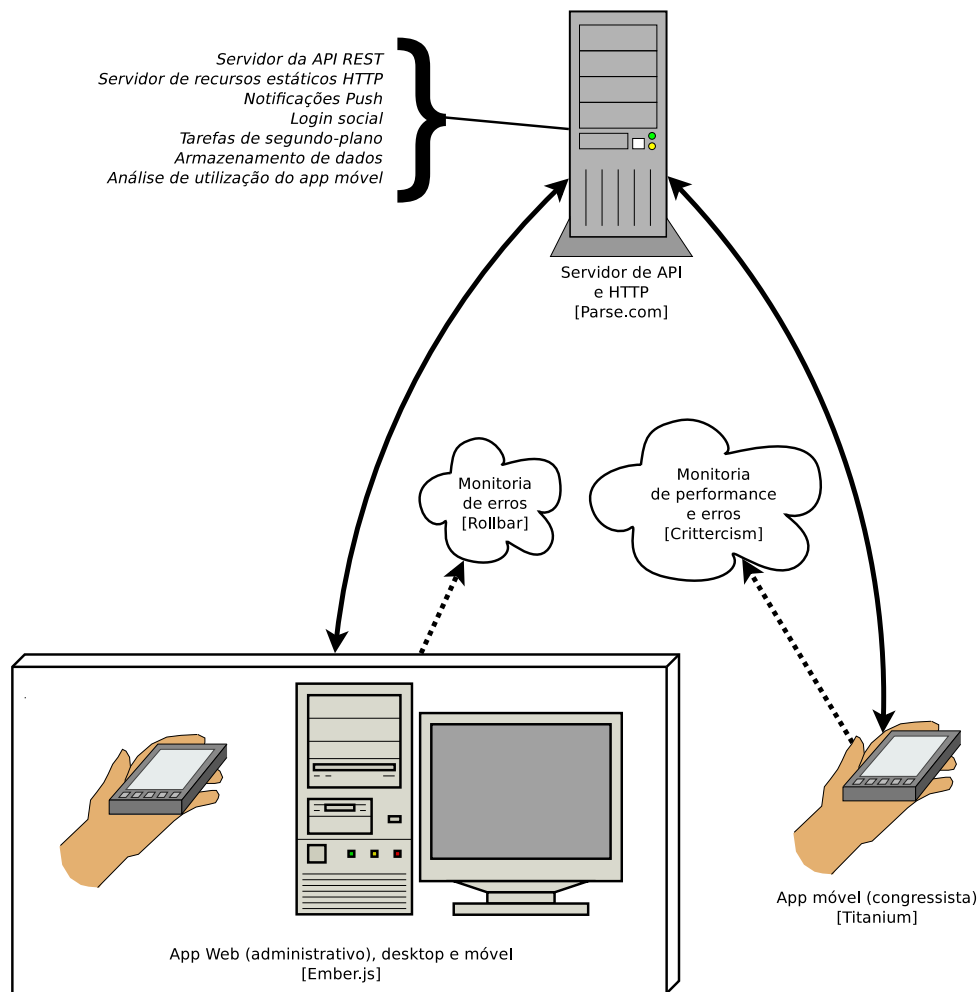 Servidor da API REST
Servidor de recursos estáticos HTTP
Notificações Push
Login social
Tarefas de segundo-plano
Armazenamento de dados
Análise de utilização do app móvel
Servidor de API
e HTTP
[Parse.com]
Monitoria
de erros
[Rollbar]
Monitoria
de performance
e erros
[Crittercism]
App Web (administrativo), desktop e móvel
[Ember.js]
App móvel (congressista)
[Titanium]